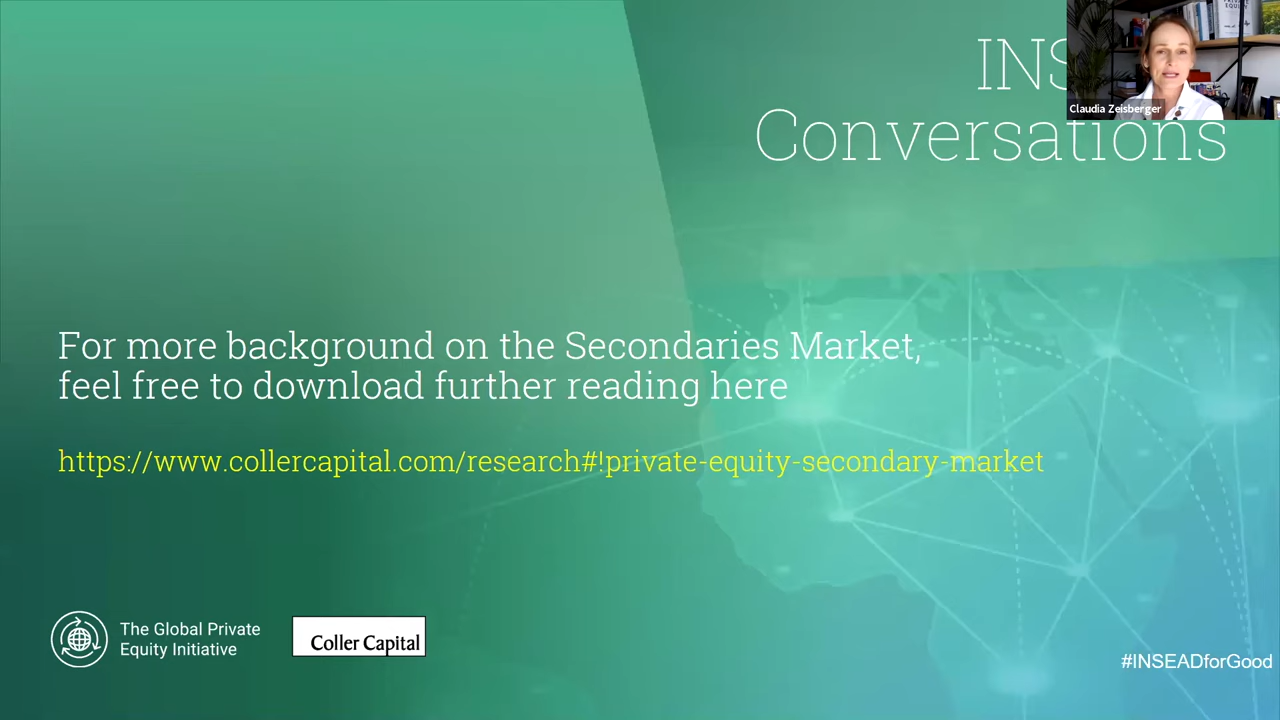 INS
Claudia Zeisberger
Conversations
For more background on the Secondaries Market,
feel free to download further reading here
https://www.collercapital.com/research#!private-equity-secondary-market
The Global Private
Equity Initiative
Coller Capital
#INSEADforGood